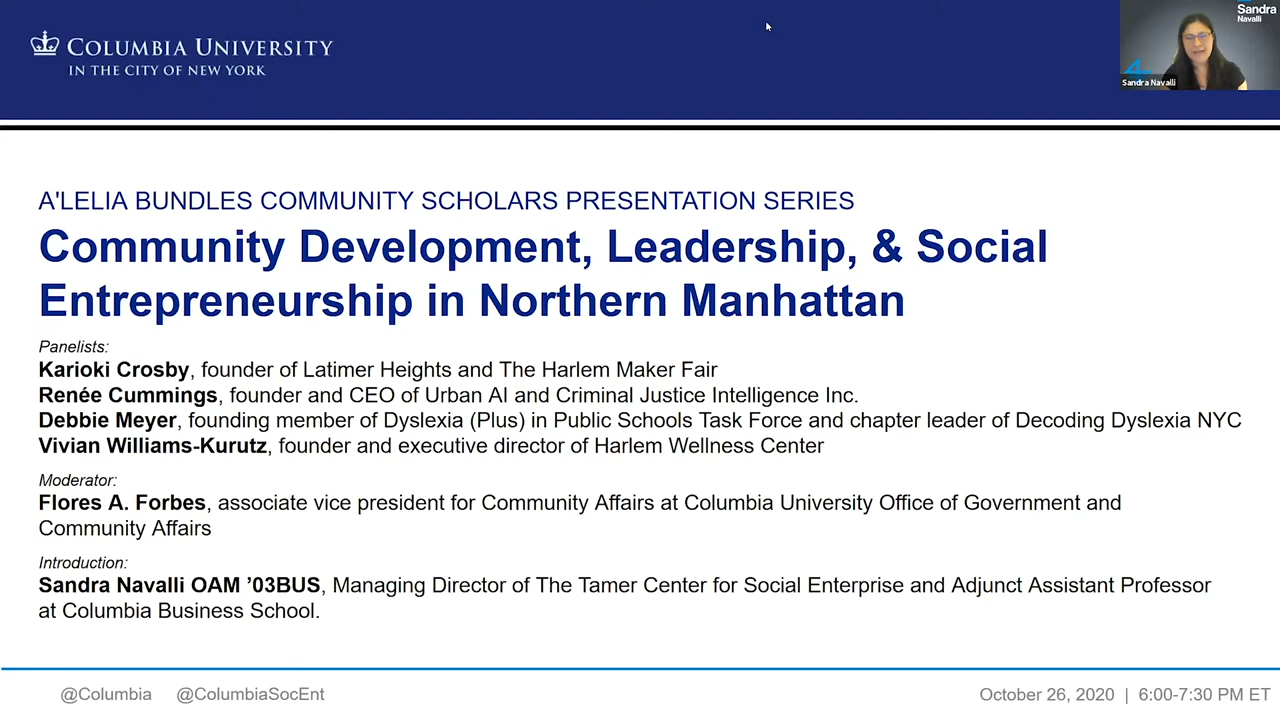 COLUMBIA UNIVERSITY
IN THE CITY OF NEW YORK
Sandra
Navalli
Sandra Navalli
A'LELIA BUNDLES COMMUNITY SCHOLARS PRESENTATION SERIES
Community Development, Leadership, & Social
Entrepreneurship in Northern Manhattan
Panelists:
Karioki Crosby, founder of Latimer Heights and The Harlem Maker Fair
Renée Cummings, founder and CEO of Urban AI and Criminal Justice Intelligence Inc.
Debbie Meyer, founding member of Dyslexia (Plus) in Public Schools Task Force and chapter leader of Decoding Dyslexia NYC
Vivian Williams-Kurutz, founder and executive director of Harlem Wellness Center
Moderator:
Flores A. Forbes, associate vice president for Community Affairs at Columbia University Office of Government and
Community Affairs
Introduction:
Sandra Navalli OAM ’03BUS, Managing Director of The Tamer Center for Social Enterprise and Adjunct Assistant Professor
at Columbia Business School.
@Columbia @ColumbiaSocEnt
October 26, 2020 | 6:00-7:30 PM ET